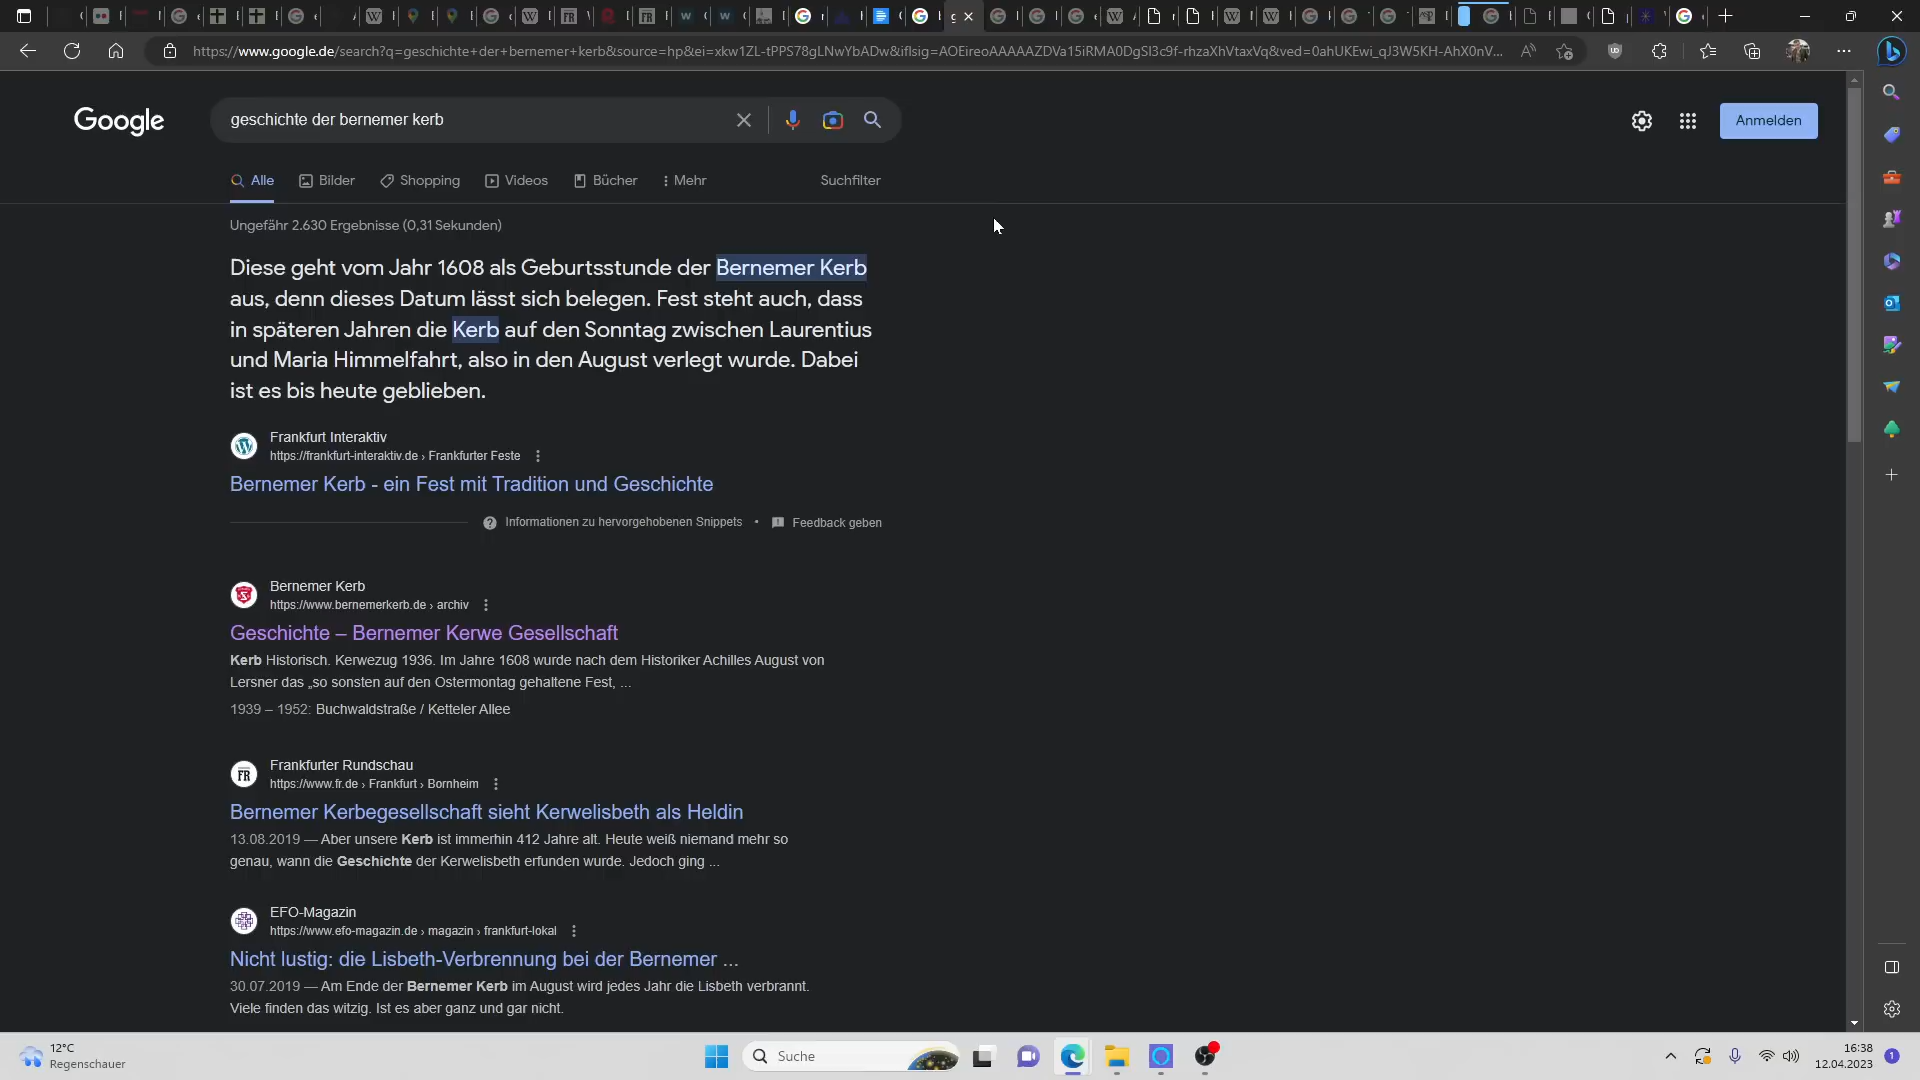 https://www.google.de/search?q=geschichte+der+bernemer+kerb&source=hp&ei=xkw1ZL-tPPS78gLNwYbADw&iflsig=AOEireoAAAAAZDVa15iRMA0DgSl3c9f-rhzaXhVtaxVq&ved=0ahUKEwi_qJ3W5KH-AhX0nV...
Google
geschichte der bernemer kerb
Anmelden
Alle
Bilder
Shopping
Videos
Bücher
Mehr
Suchfilter
Ungefähr 2.630 Ergebnisse (0,31 Sekunden)
Diese geht vom Jahr 1608 als Geburtsstunde der Bernemer Kerb
aus, denn dieses Datum lässt sich belegen. Fest steht auch, dass
in späteren Jahren die Kerb auf den Sonntag zwischen Laurentius
und Maria Himmelfahrt, also in den August verlegt wurde. Dabei
ist es bis heute geblieben.
Frankfurt Interaktiv
https://frankfurt-interaktiv.de › Frankfurter Feste
Bernemer Kerb - ein Fest mit Tradition und Geschichte
Informationen zu hervorgehobenen Snippets • Feedback geben
Bernemer Kerb
https://www.bernemerkerb.de › archiv
Geschichte – Bernemer Kerwe Gesellschaft
Kerb Historisch. Kerwezug 1936. Im Jahre 1608 wurde nach dem Historiker Achilles August von
Lersner das „so sonsten auf den Ostermontag gehaltene Fest, ...
1939 – 1952: Buchwaldstraße / Ketteler Allee
FR
Frankfurter Rundschau
https://www.fr.de › Frankfurt › Bornheim
Bernemer Kerbegesellschaft sieht Kerwelisbeth als Heldin
13.08.2019 — Aber unsere Kerb ist immerhin 412 Jahre alt. Heute weiß niemand mehr so
genau, wann die Geschichte der Kerwelisbeth erfunden wurde. Jedoch ging ...
EFO-Magazin
https://www.efo-magazin.de › magazin › frankfurt-lokal
Nicht lustig: die Lisbeth-Verbrennung bei der Bernemer ...
30.07.2019 — Am Ende der Bernemer Kerb im August wird jedes Jahr die Lisbeth verbrannt.
Viele finden das witzig. Ist es aber ganz und gar nicht.
12°C
Regenschauer
Suche
16:38
12.04.2023
1